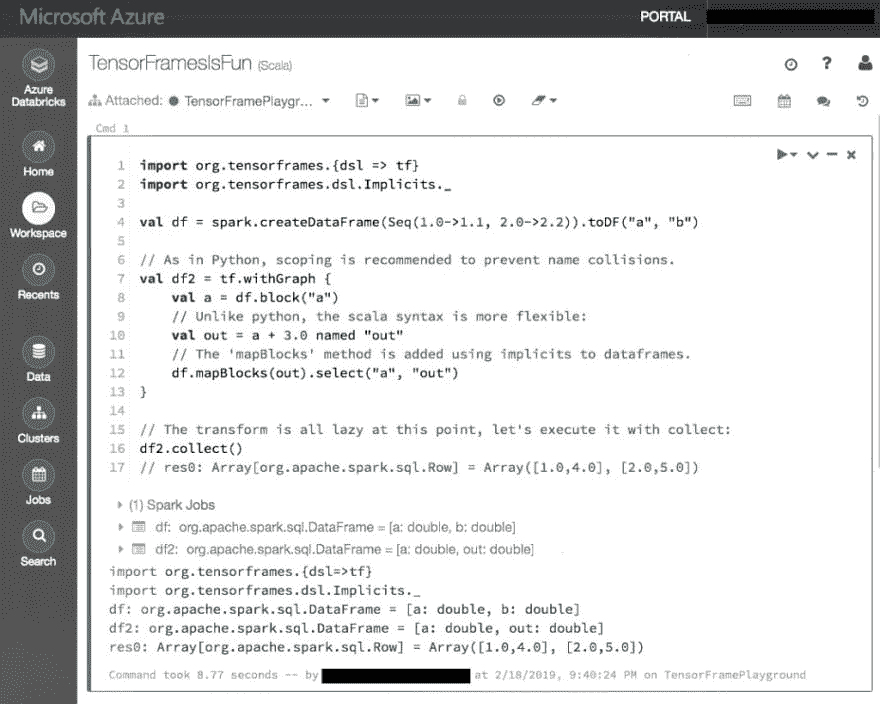 Microsoft Azure
PORTAL
Azure
Databricks
Home
Workspace
Recents
Data
Clusters
Jobs
Search
TensorFramesIsFun (Scala)
Attached: TensorFramePlaygr...
Cmd 1
1 import org.tensorframes.{dsl => tf}
2 import org.tensorframes.dsl.Implicits._
3
4 val df = spark.createDataFrame(Seq(1.0->1.1, 2.0->2.2)).toDF("a", "b")
5
6 // As in Python, scoping is recommended to prevent name collisions.
7 val df2 = tf.withGraph {
8     val a = df.block("a")
9     // Unlike python, the scala syntax is more flexible:
10     val out = a + 3.0 named "out"
11     // The 'mapBlocks' method is added using implicits to dataframes.
12     df.mapBlocks(out).select("a", "out")
13 }
14
15 // The transform is all lazy at this point, let's execute it with collect:
16 df2.collect()
17 // res0: Array[org.apache.spark.sql.Row] = Array([1.0,4.0], [2.0,5.0])
(1) Spark Jobs
df: org.apache.spark.sql.DataFrame = [a: double, b: double]
df2: org.apache.spark.sql.DataFrame = [a: double, out: double]
import org.tensorframes.{dsl=>tf}
import org.tensorframes.dsl.Implicits._
df: org.apache.spark.sql.DataFrame = [a: double, b: double]
df2: org.apache.spark.sql.DataFrame = [a: double, out: double]
res0: Array[org.apache.spark.sql.Row] = Array([1.0,4.0], [2.0,5.0])
Command took 8.77 seconds -- by at 2/18/2019, 9:40:24 PM on TensorFramePlayground